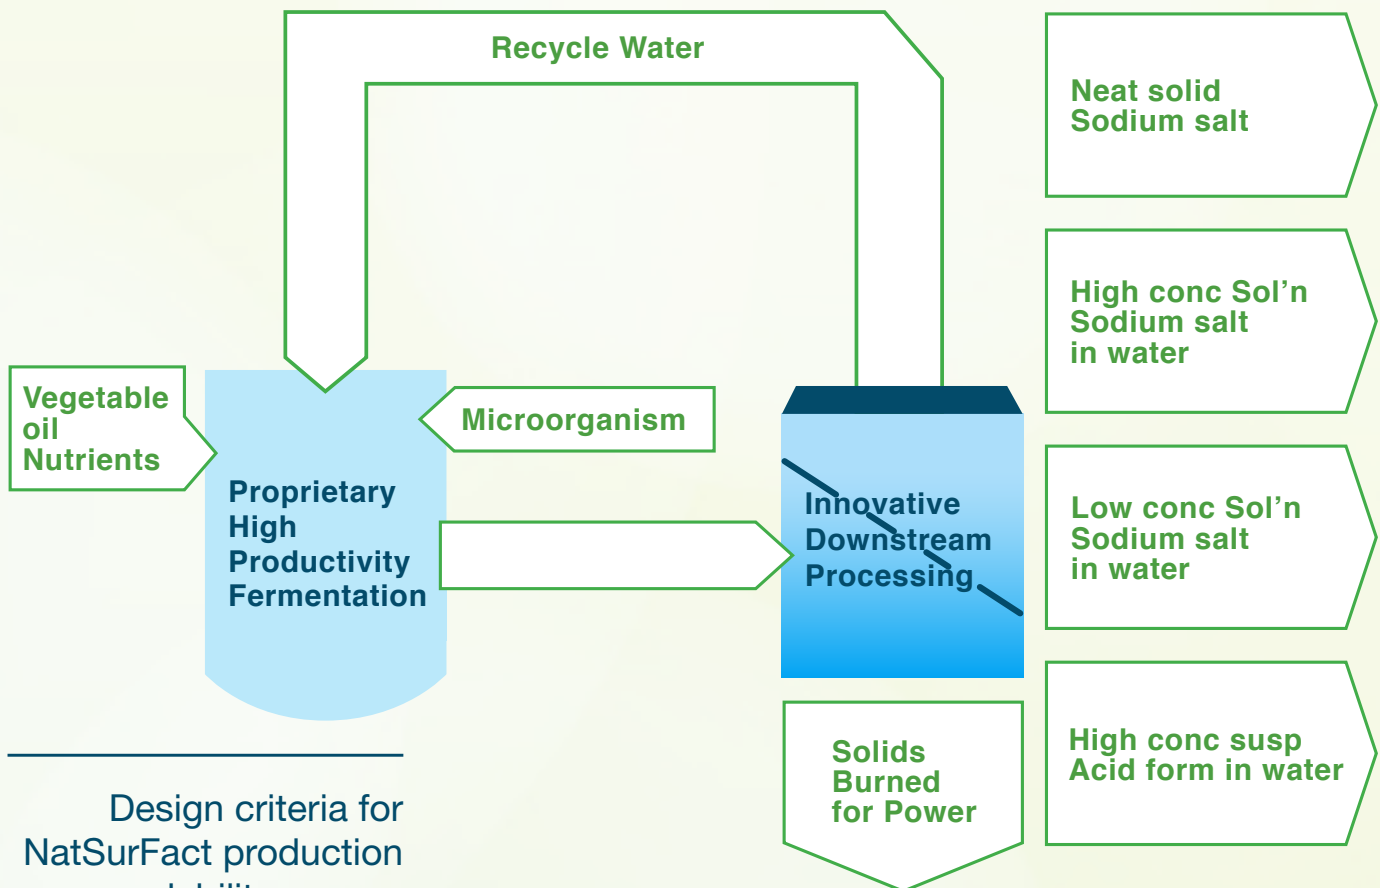 Recycle Water
Neat solid
Sodium salt
High conc Sol’n
Sodium salt
in water
Vegetable
oil
Nutrients
Microorganism
Proprietary
High
Productivity
Fermentation
Innovative
Downstream
Processing
Low conc Sol’n
Sodium salt
in water
Solids
Burned
for Power
High conc susp
Acid form in water
Design criteria for
NatSurFact production